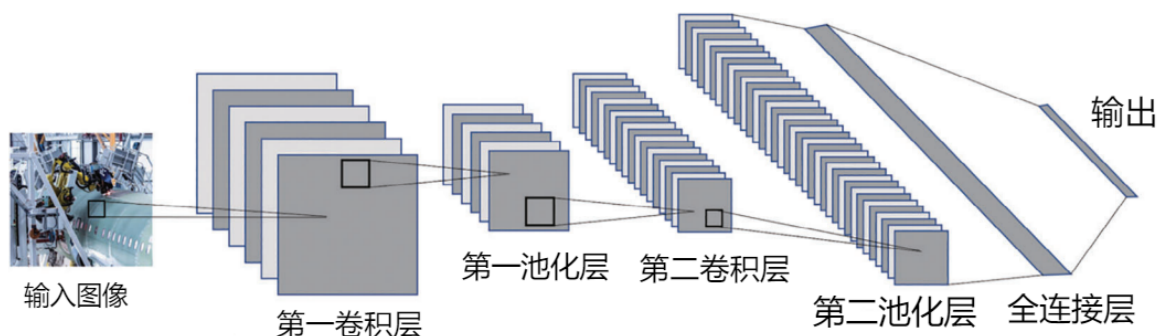 输入图像
第一卷积层
第一池化层
第二卷积层
第二池化层
全连接层
输出